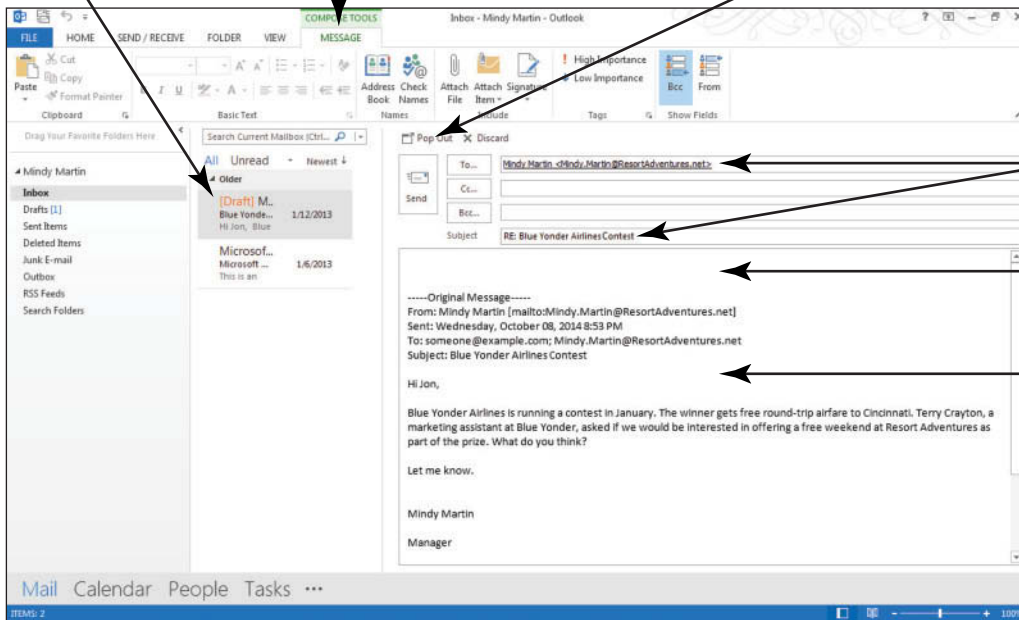 COMPOSE TOOLS
Inbox - Mindy Martin - Outlook
FILE HOME SEND / RECEIVE FOLDER VIEW MESSAGE
Cut
Copy
Format Painter
Paste
Clipboard
I U
Basic Text
Address Book
Check Names
Names
Attach File
Attach Item
Signature
Include
High Importance
Low Importance
Tags
Bcc From
Show Fields
Drag Your Favorite Folders Here
Mindy Martin
Inbox
Drafts [1]
Sent Items
Deleted Items
Junk E-mail
Outbox
RSS Feeds
Search Folders
Search Current Mailbox (Ctrl...
All Unread Newest
Older
[Draft] M...
Blue Yonde... 1/12/2013
Hi Jon, Blue
Microsof...
Microsoft ... 1/6/2013
This is an
Pop Out Discard
Send
To... Mindy Martin <Mindy.Martin@ResortAdventures.net>
Cc...
Bcc...
Subject RE: Blue Yonder Airlines Contest
-----Original Message-----
From: Mindy Martin [mailto:Mindy.Martin@ResortAdventures.net]
Sent: Wednesday, October 08, 2014 8:53 PM
To: someone@example.com; Mindy.Martin@ResortAdventures.net
Subject: Blue Yonder Airlines Contest
Hi Jon,
Blue Yonder Airlines is running a contest in January. The winner gets free round-trip airfare to Cincinnati. Terry Crayton, a
marketing assistant at Blue Yonder, asked if we would be interested in offering a free weekend at Resort Adventures as
part of the prize. What do you think?
Let me know.
Mindy Martin
Manager
Mail Calendar People Tasks ...
ITEMS: 2
100%